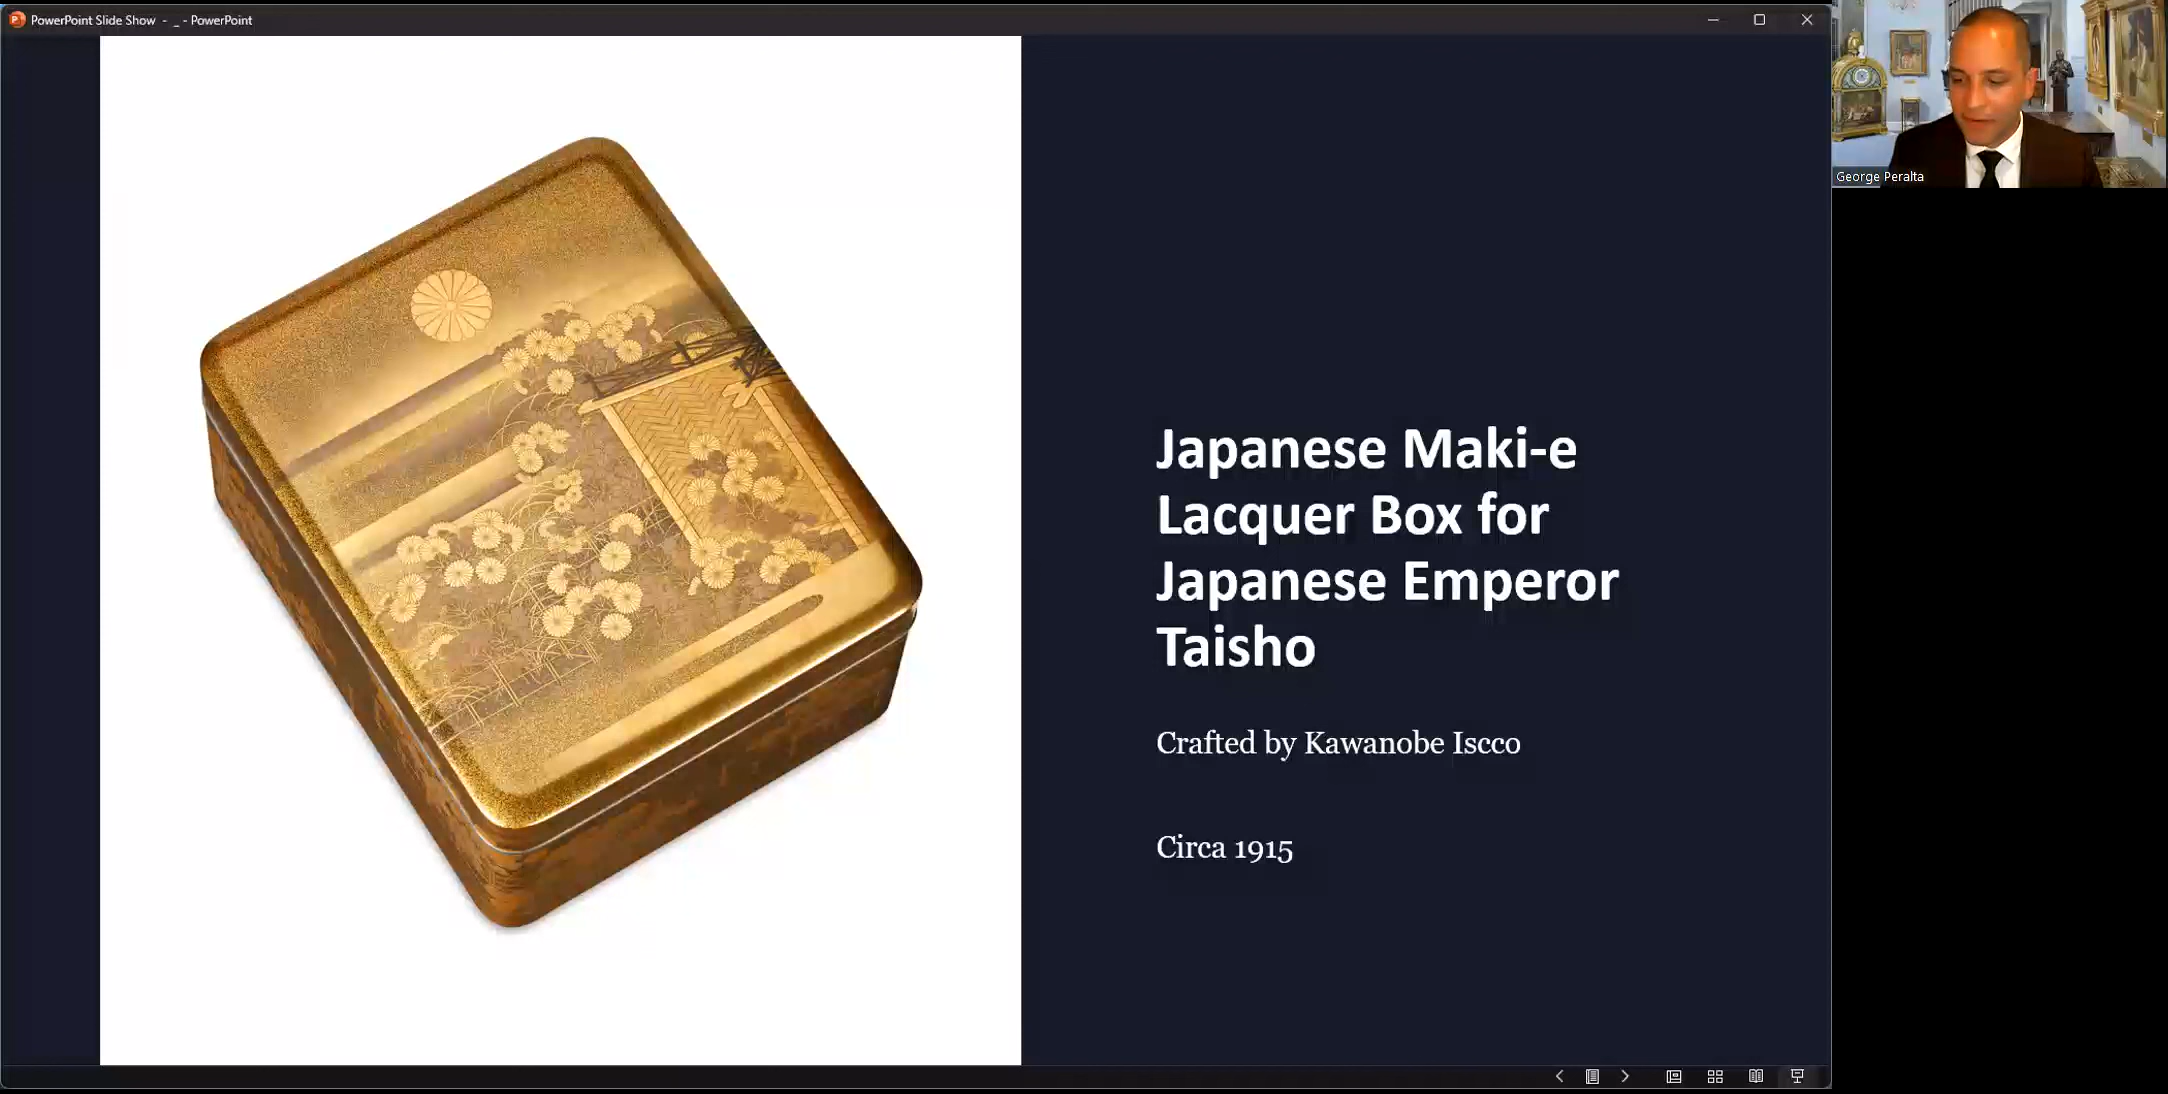 PowerPoint Slide Show - _ - PowerPoint
George Peralta
Japanese Maki-e
Lacquer Box for
Japanese Emperor
Taisho
Crafted by Kawanobe Iscco
Circa 1915